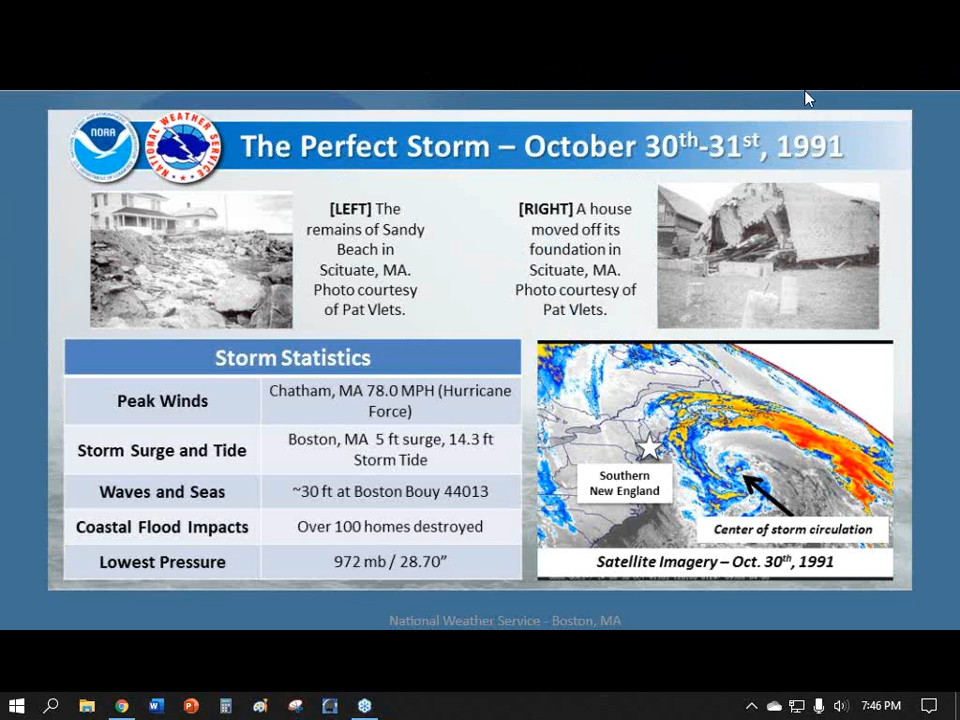 The Perfect Storm – October 30th-31st, 1991
NOAA
NATIONAL WEATHER SERVICE
[LEFT] The
remains of Sandy
Beach in
Scituate, MA.
Photo courtesy
of Pat Vlets.
[RIGHT] A house
moved off its
foundation in
Scituate, MA.
Photo courtesy of
Pat Vlets.
Storm Statistics
Peak Winds
Chatham, MA 78.0 MPH (Hurricane
Force)
Storm Surge and Tide
Boston, MA 5 ft surge, 14.3 ft
Storm Tide
Waves and Seas
~30 ft at Boston Bouy 44013
Coastal Flood Impacts
Over 100 homes destroyed
Lowest Pressure
972 mb / 28.70”
Southern
New England
Center of storm circulation
Satellite Imagery – Oct. 30th, 1991
National Weather Service - Boston, MA
7:46 PM